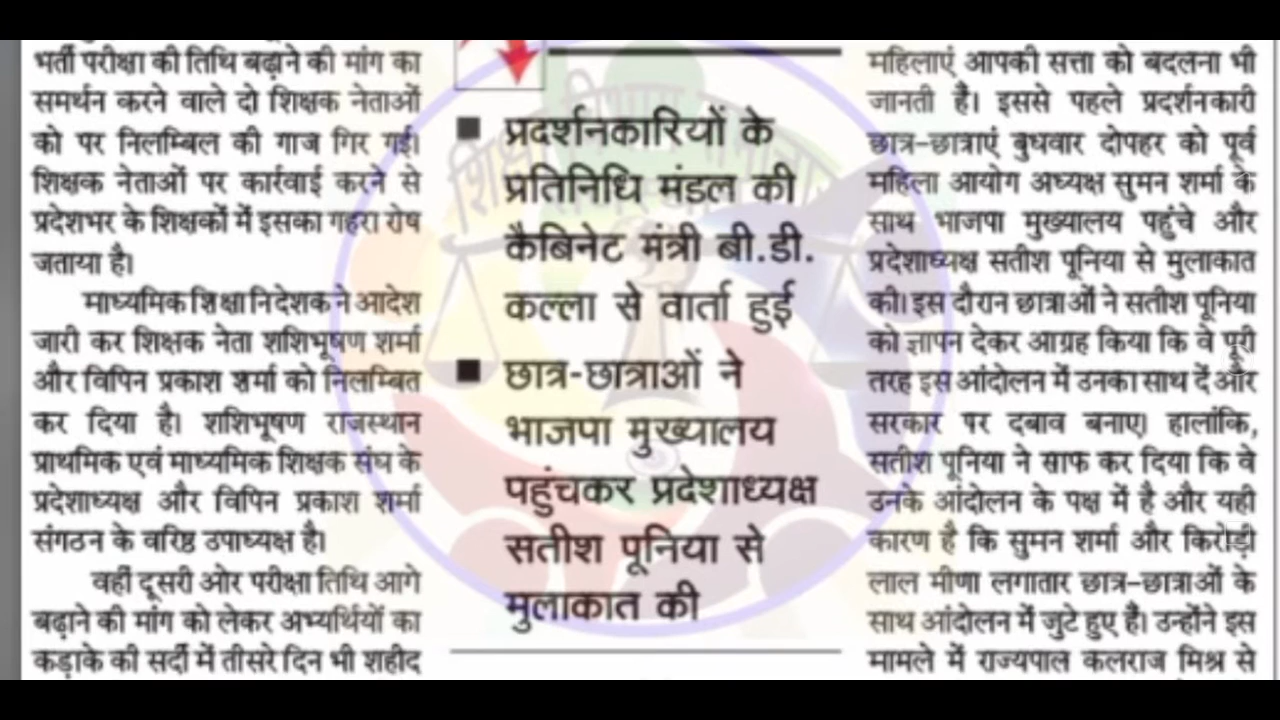 भर्ती परीक्षा की तिथि बढ़ाने की मांग का
समर्थन करने वाले दो शिक्षक नेताओं
को पर निलम्बिल की गाज गिर गई।
शिक्षक नेताओं पर कार्रवाई करने से
प्रदेशभर के शिक्षकों में इसका गहरा रोष
जताया है।
माध्यमिक शिक्षा निदेशक ने आदेश
जारी कर शिक्षक नेता शशिभूषण शर्मा
और विपिन प्रकाश शर्मा को निलम्बित
कर दिया है। शशिभूषण राजस्थान
प्राथमिक एवं माध्यमिक शिक्षक संघ के
प्रदेशाध्यक्ष और विपिन प्रकाश शर्मा
संगठन के वरिष्ठ उपाध्यक्ष है।
वहीं दूसरी ओर परीक्षा तिथि आगे
बढ़ाने की मांग को लेकर अभ्यर्थियों का
कड़ाके की सर्दी में तीसरे दिन भी शहीद
■ प्रदर्शनकारियों के
प्रतिनिधि मंडल की
कैबिनेट मंत्री बी.डी.
कल्ला से वार्ता हुई
■ छात्र-छात्राओं ने
भाजपा मुख्यालय
पहुंचकर प्रदेशाध्यक्ष
सतीश पूनिया से
मुलाकात की
महिलाएं आपकी सत्ता को बदलना भी
जानती हैं। इससे पहले प्रदर्शनकारी
छात्र-छात्राएं बुधवार दोपहर को पूर्व
महिला आयोग अध्यक्ष सुमन शर्मा के
साथ भाजपा मुख्यालय पहुंचे और
प्रदेशाध्यक्ष सतीश पूनिया से मुलाकात
की। इस दौरान छात्राओं ने सतीश पूनिया
को ज्ञापन देकर आग्रह किया कि वे पूरी
तरह इस आंदोलन में उनका साथ दें और
सरकार पर दबाव बनाए। हालांकि,
सतीश पूनिया ने साफ कर दिया कि वे
उनके आंदोलन के पक्ष में है और यही
कारण है कि सुमन शर्मा और किरोड़ी
लाल मीणा लगातार छात्र-छात्राओं के
साथ आंदोलन में जुटे हुए हैं। उन्होंने इस
मामले में राज्यपाल कलराज मिश्र से